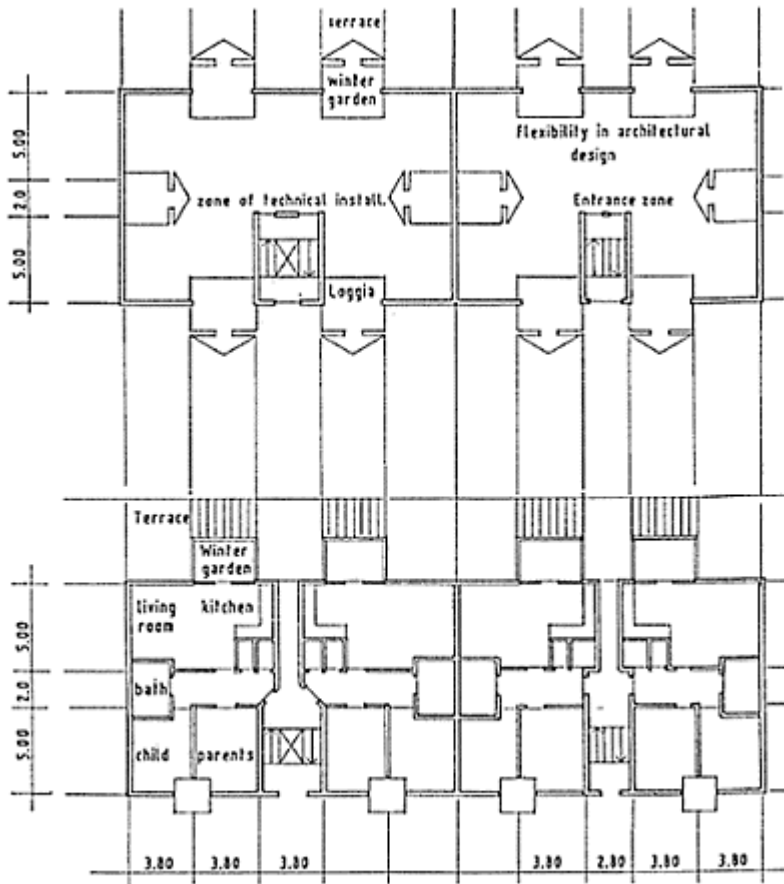 terrace
winter
garden
Flexibility in architectural
design
zone of technical install.
Entrance zone
Loggia
5.00
2.0
5.00
Terrace
Winter
garden
living
room
kitchen
bath
child
parents
5.00
2.0
5.00
3.80 3.80 3.80 3.80 2.80 3.80 3.80